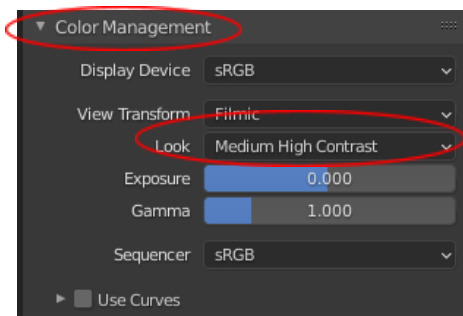 Color Management
Display Device sRGB
View Transform Filmic
Look Medium High Contrast
Exposure 0.000
Gamma 1.000
Sequencer sRGB
Use Curves